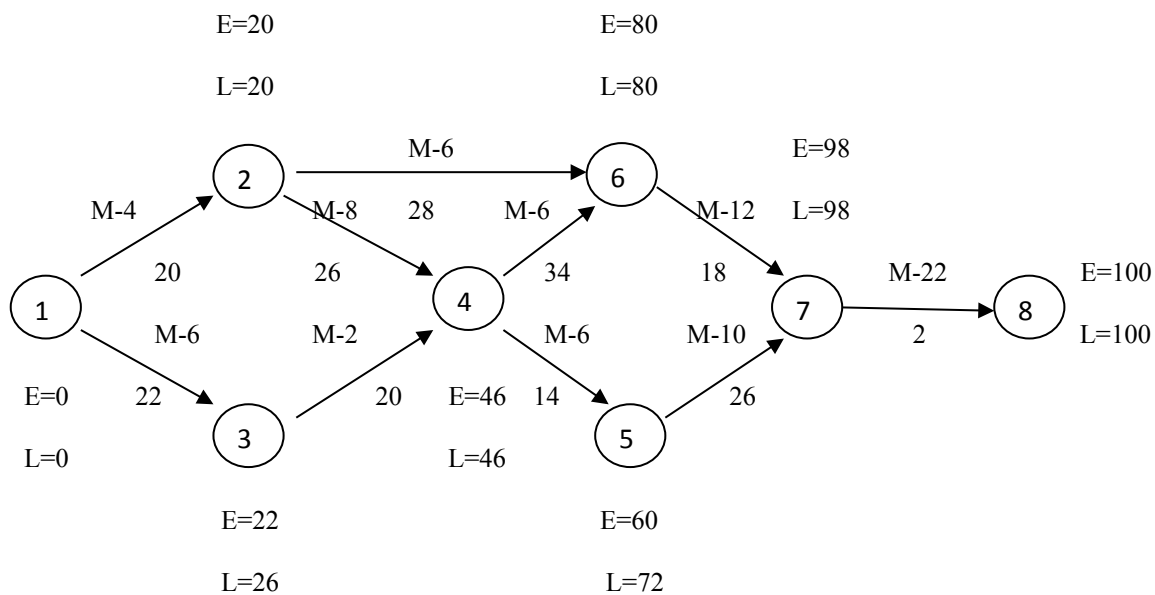 E=20 E=80
L=20 L=80
M-6 E=98
2 6
M-4 M-8 28 M-6 M-12 L=98
20 26 34 18 M-22 E=100
1 4 7 8
M-6 M-2 M-6 M-10 2 L=100
E=0 22 20 E=46 14 26
3 5
L=0 L=46
E=22 E=60
L=26 L=72